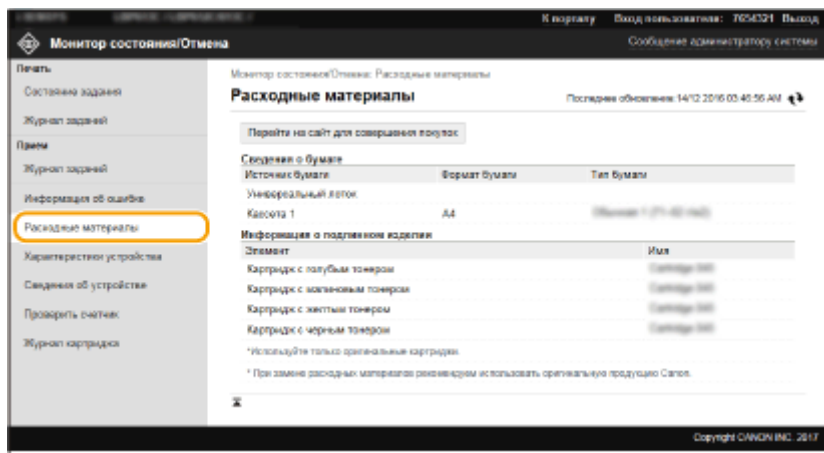 К порталу Вход пользователя: 7654321 Выход
Монитор состояния/Отмена
Сообщение администратору системы
Печать
Состояние задания
Журнал заданий
Прием
Журнал заданий
Информация об ошибке
Расходные материалы
Характеристики устройства
Сведения об устройстве
Проверить счетчик
Журнал картриджа
Монитор состояния/Отмена: Расходные материалы
Расходные материалы
Последнее обновление: 14/12 2016 03:46:56 AM
Перейти на сайт для совершения покупок
Сведения о бумаге
Источник бумаги Формат бумаги Тип бумаги
Универсальный лоток
Кассета 1 A4
Информация о подлинном изделии
Элемент Имя
Картридж с голубым тонером
Картридж с малиновым тонером
Картридж с желтым тонером
Картридж с черным тонером
*Используйте только оригинальные картриджи.
* При замене расходных материалов рекомендуем использовать оригинальную продукцию Canon.
Copyright CANON INC. 2017